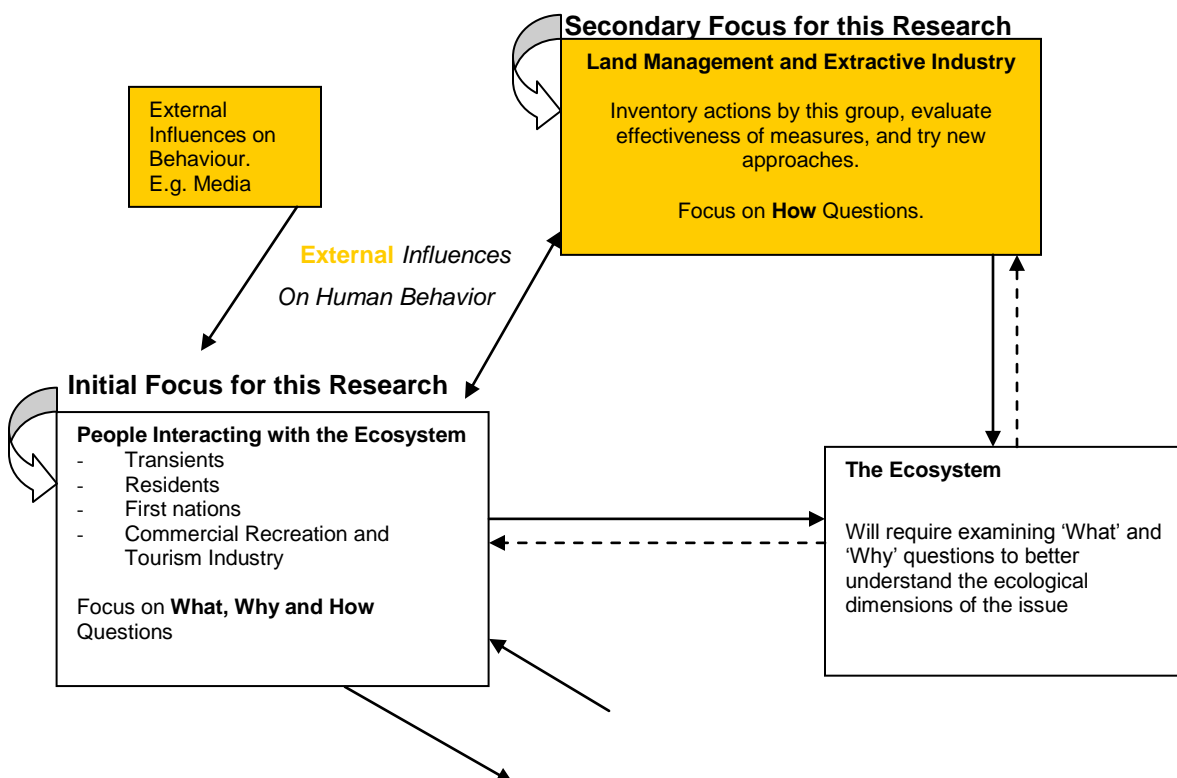 Secondary Focus for this Research
Land Management and Extractive Industry
Inventory actions by this group, evaluate
effectiveness of measures, and try new
approaches.
Focus on How Questions.
External
Influences on
Behaviour.
E.g. Media
External Influences
On Human Behavior
Initial Focus for this Research
People Interacting with the Ecosystem
- Transients
- Residents
- First nations
- Commercial Recreation and
Tourism Industry
Focus on What, Why and How
Questions
The Ecosystem
Will require examining ‘What’ and
‘Why’ questions to better
understand the ecological
dimensions of the issue